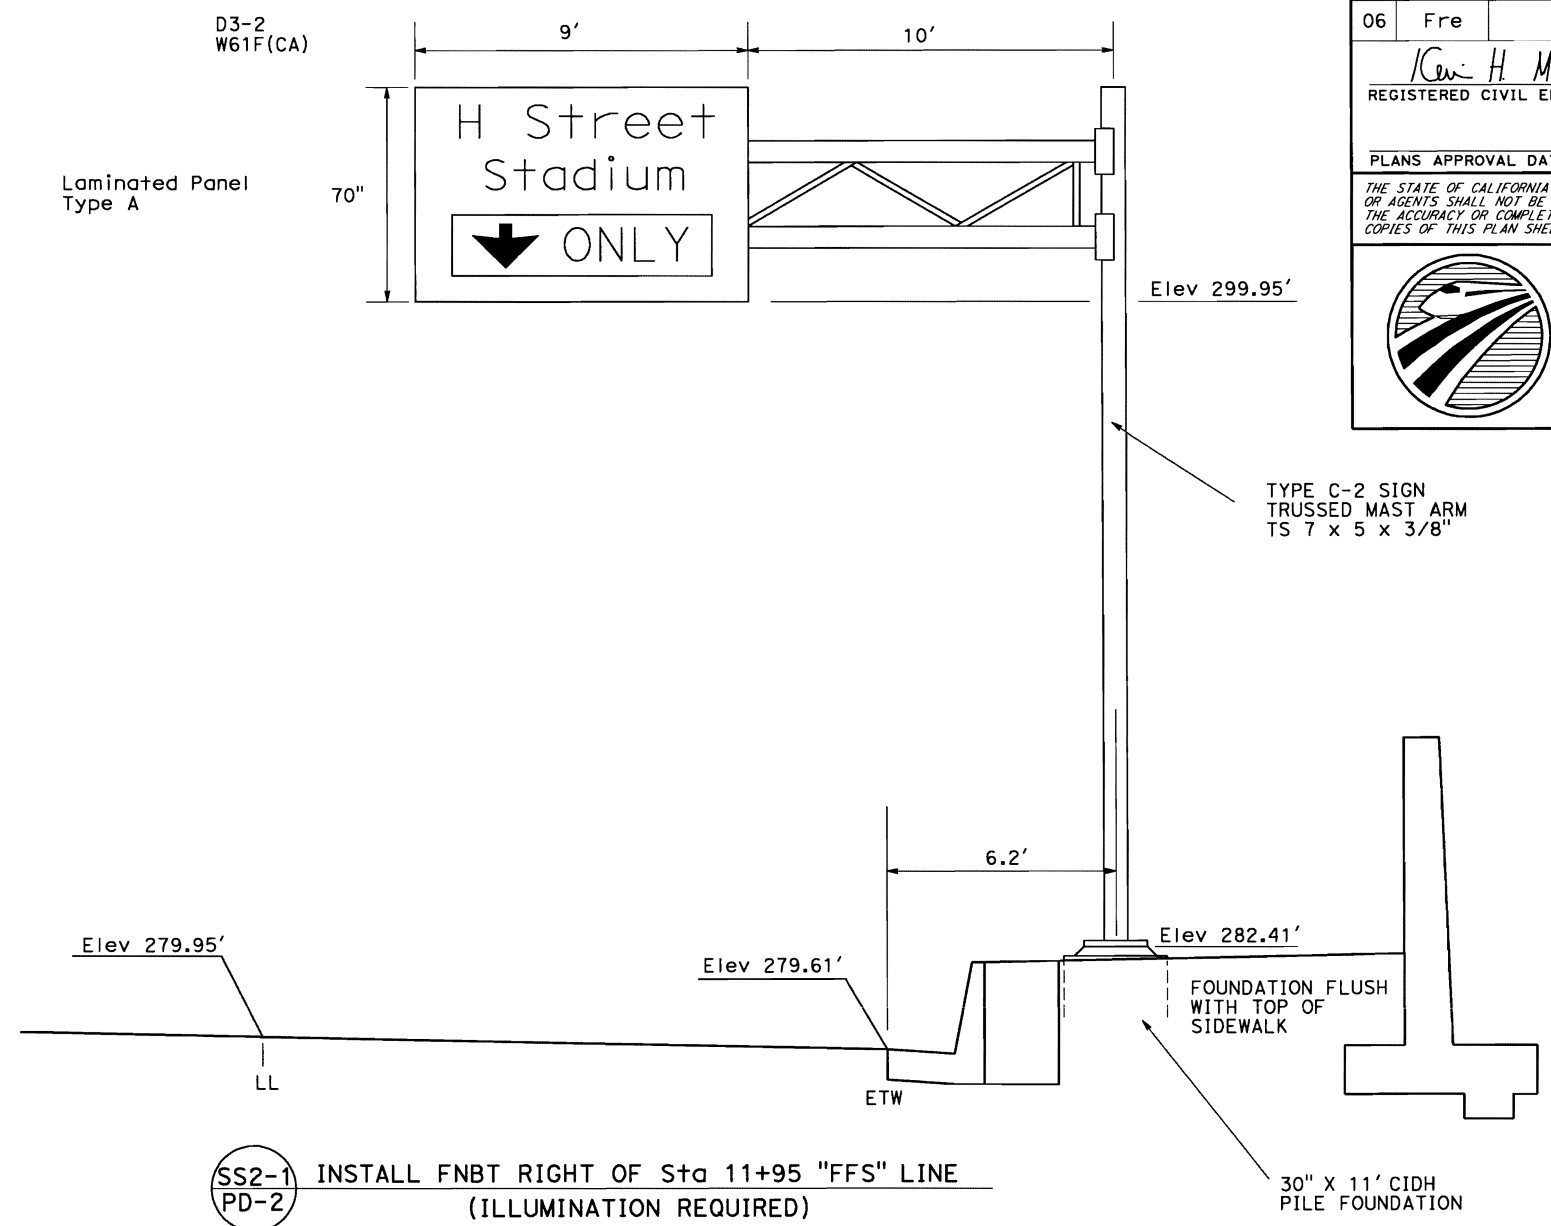 D3-2
W61F(CA)
9'
10'
H Street
Stadium
ONLY
Laminated Panel
Type A
70"
Elev 299.95'
TYPE C-2 SIGN
TRUSSED MAST ARM
TS 7 x 5 x 3/8"
6.2'
Elev 279.95'
Elev 279.61'
Elev 282.41'
FOUNDATION FLUSH
WITH TOP OF
SIDEWALK
LL
ETW
30" X 11' CIDH
PILE FOUNDATION
SS2-1
PD-2
INSTALL FNBT RIGHT OF Sta 11+95 "FFS" LINE
(ILLUMINATION REQUIRED)
06 Fre
REGISTERED CIVIL
PLANS APPROVAL
THE STATE OF CALIFORNIA
OR AGENTS SHALL NOT BE
THE ACCURACY OR
COPIES OF THIS PLAN